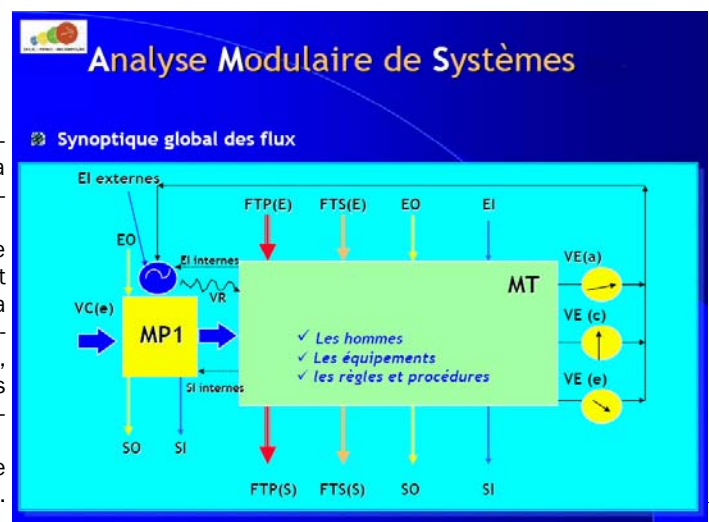 Analyse Modulaire de Systèmes
Synoptique global des flux
EI externes
FTP(E) FTS(E) EO EI
EO
EI internes
VE(a)
MT
VR
VC(e)
MP1
VE (c)
✓ Les hommes
✓ Les équipements
✓ les règles et procédures
VE (e)
SI internes
SO SI
FTP(S) FTS(S) SO SI